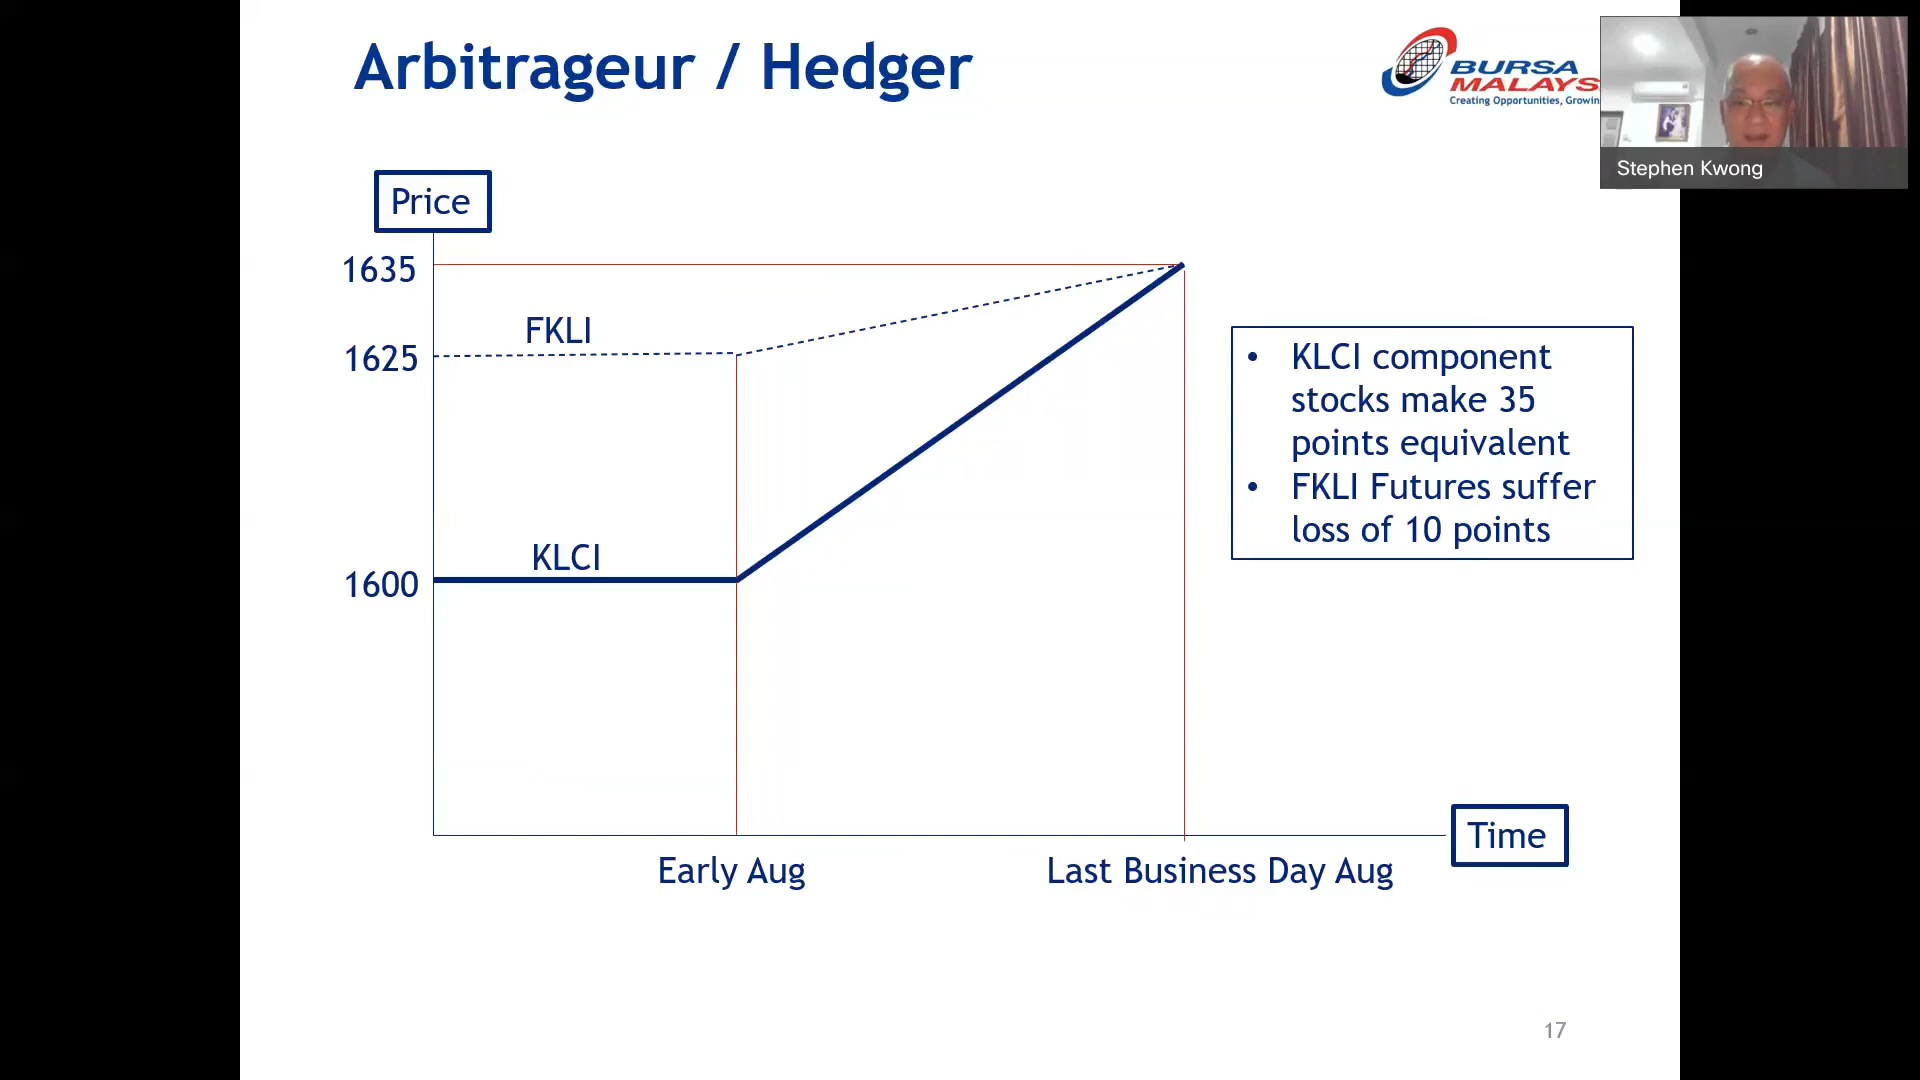 Arbitrageur / Hedger
BURSA
MALAYS
Creating Opportunities, Growin
Stephen Kwong
Price
1635
FKLI
1625
KLCI
1600
• KLCI component
stocks make 35
points equivalent
• FKLI Futures suffer
loss of 10 points
Time
Early Aug
Last Business Day Aug
17